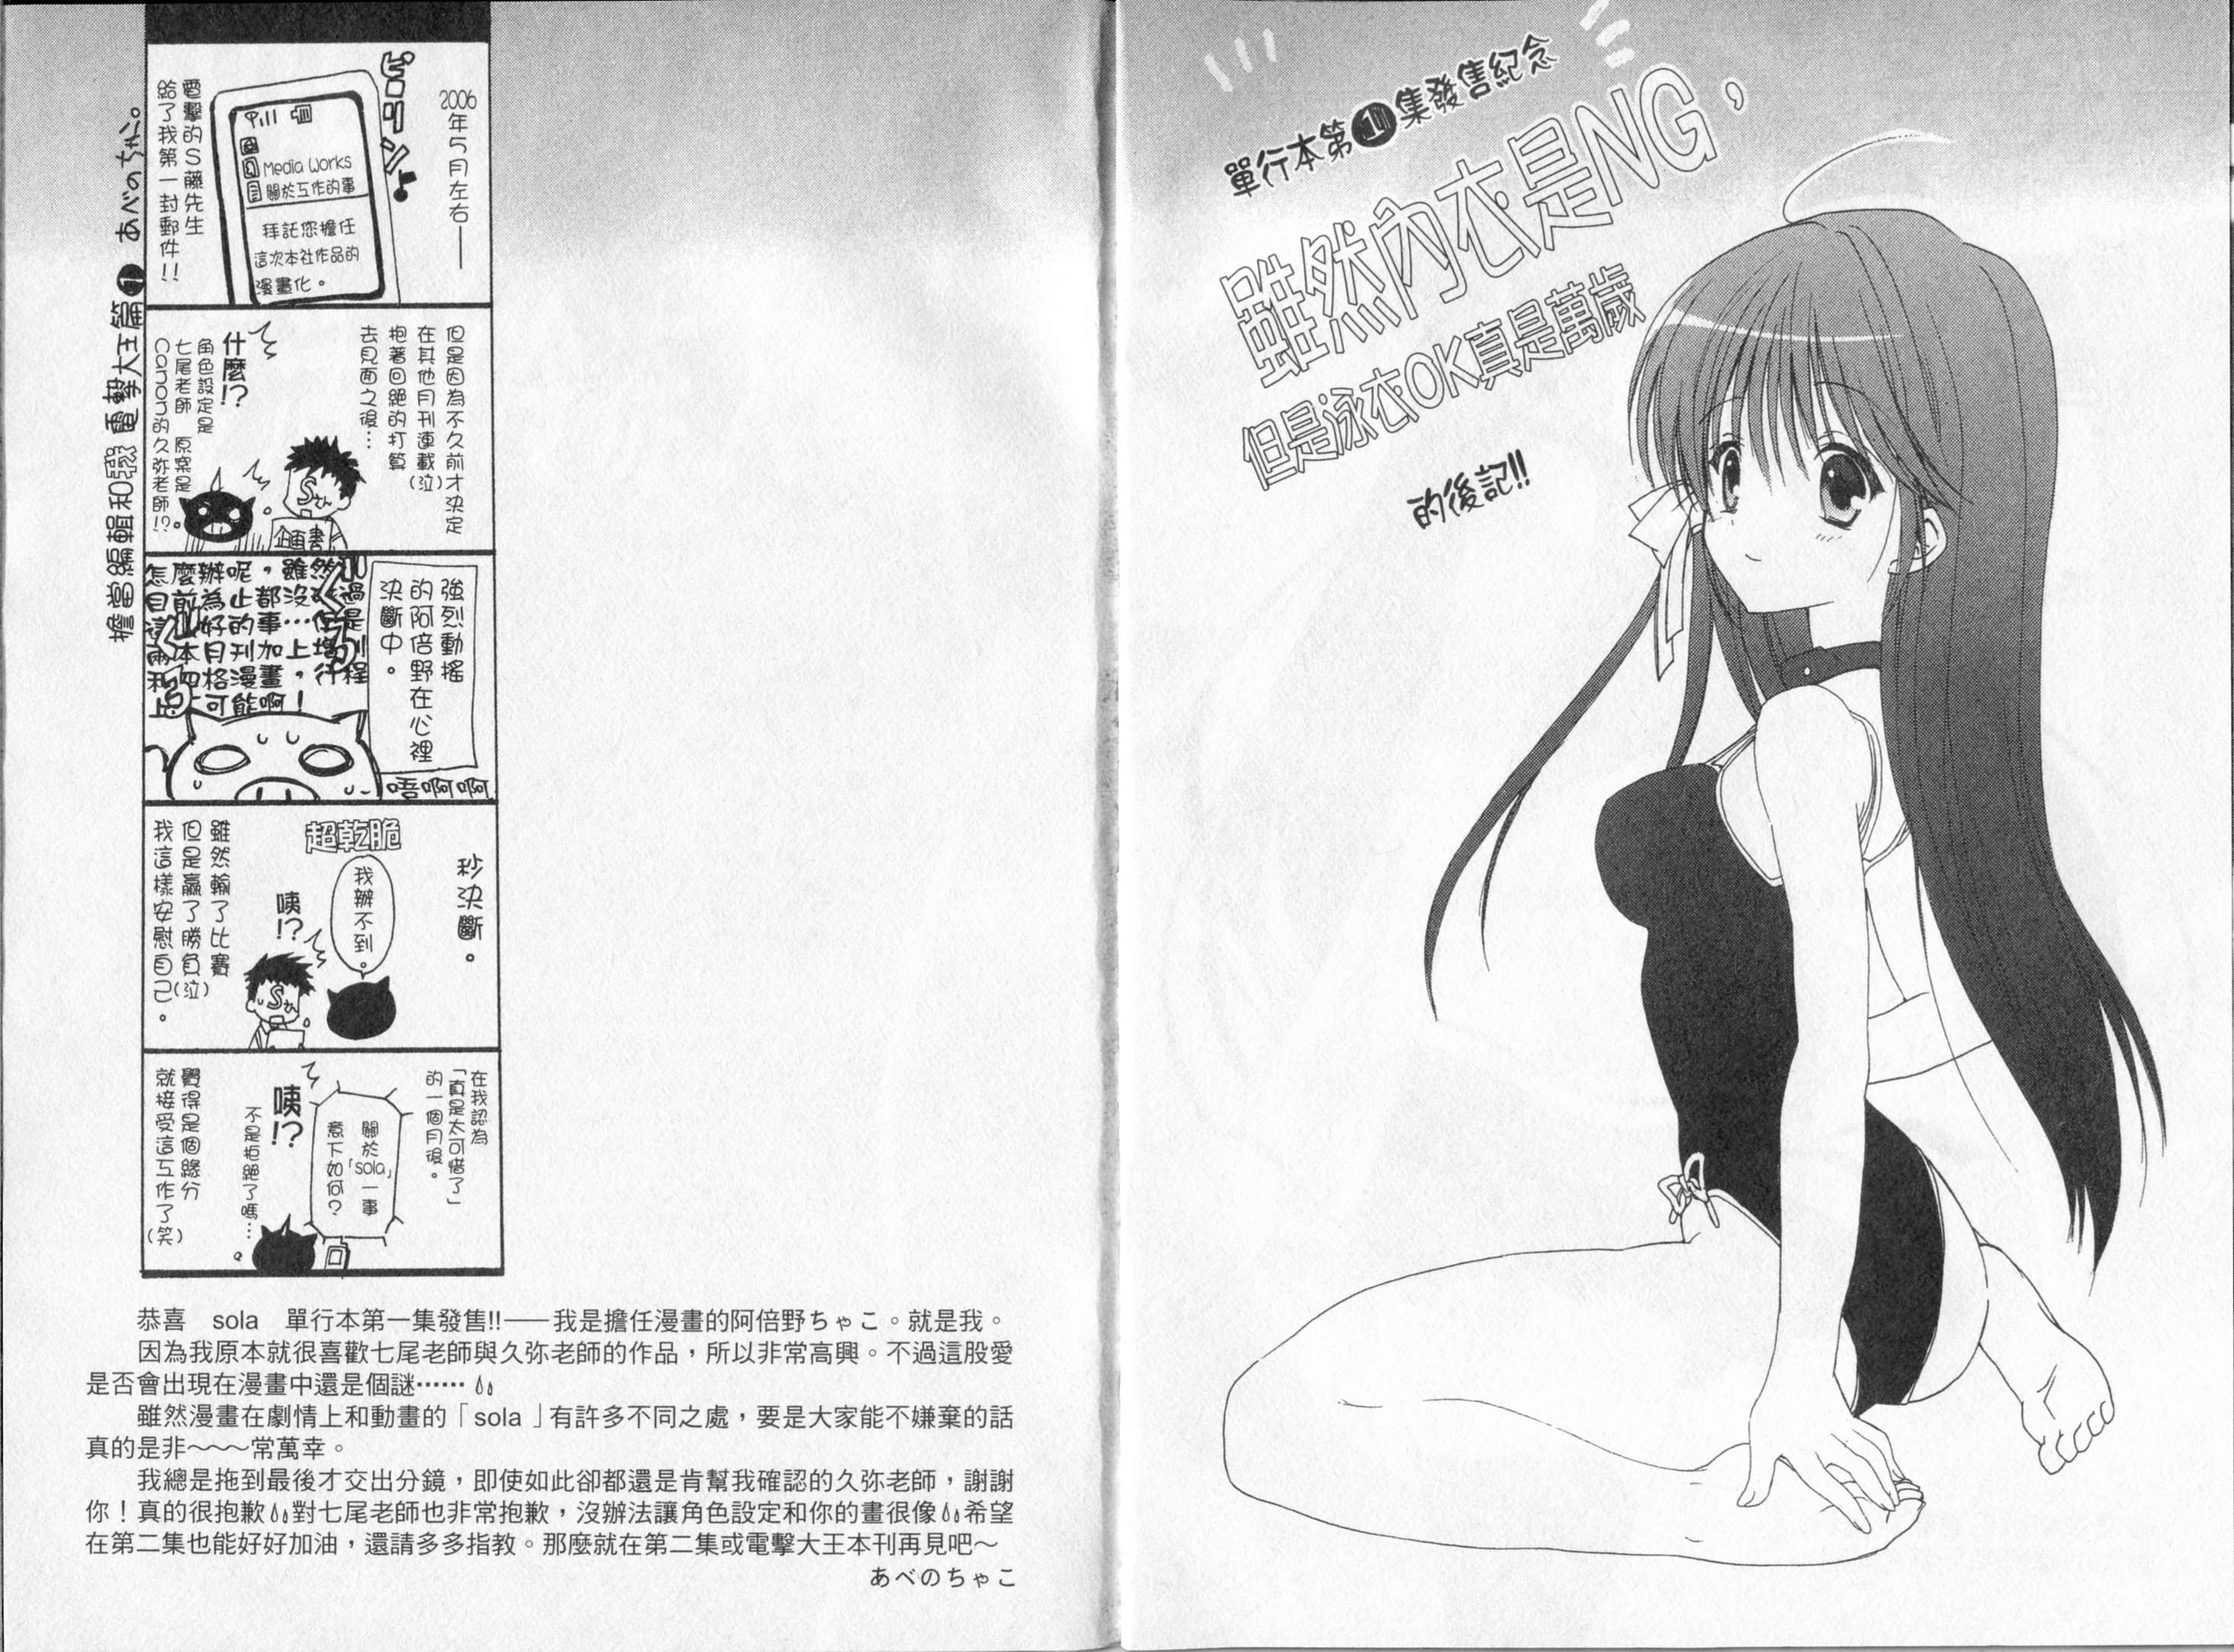 單行本第1集發售紀念
雖然內衣是NG，
但是泳衣OK真是萬歲
的後記!!
擔當編輯和我 電擊大王篇1 あべのちゃこ。
2006年5月左右——
ピーリン♪
Media Works
關於工作的事
拜託您擔任
這次本社作品的
漫畫化。
電擊的S藤先生
給了我第一封郵件!!
但是因為不久前才決定
在其他月刊連載(泣)
抱著回絕的打算
去見面之後…
什麼!?
角色設定是
七尾老師 原案是
Canon的久弥老師!?
Sさん
企画書
強烈動搖
的阿倍野在心裡
決斷中。
唔啊啊
秒決斷。
超乾脆
我辦不到。
咦!?
Sさん
雖然輸了比賽
但是贏了勝負(泣)
我這樣安慰自己。
在我認為
「真是太可惜了」
的一個月後。
關於
「sola」一事
意下如何?
咦!?
不是拒絕了嗎…
覺得是個緣分
就接受這工作了(笑)
恭喜 sola 單行本第一集發售!!——我是擔任漫畫的阿倍野ちゃこ。就是我。
因為我原本就很喜歡七尾老師與久弥老師的作品，所以非常高興。不過這股愛
是否會出現在漫畫中還是個謎……
雖然漫畫在劇情上和動畫的「sola」有許多不同之處，要是大家能不嫌棄的話
真的是非～～～常萬幸。
我總是拖到最後才交出分鏡，即使如此卻都還是肯幫我確認的久弥老師，謝謝
你！真的很抱歉對七尾老師也非常抱歉，沒辦法讓角色設定和你的畫很像希望
在第二集也能好好加油，還請多多指教。那麼就在第二集或電擊大王本刊再見吧～
あべのちゃこ